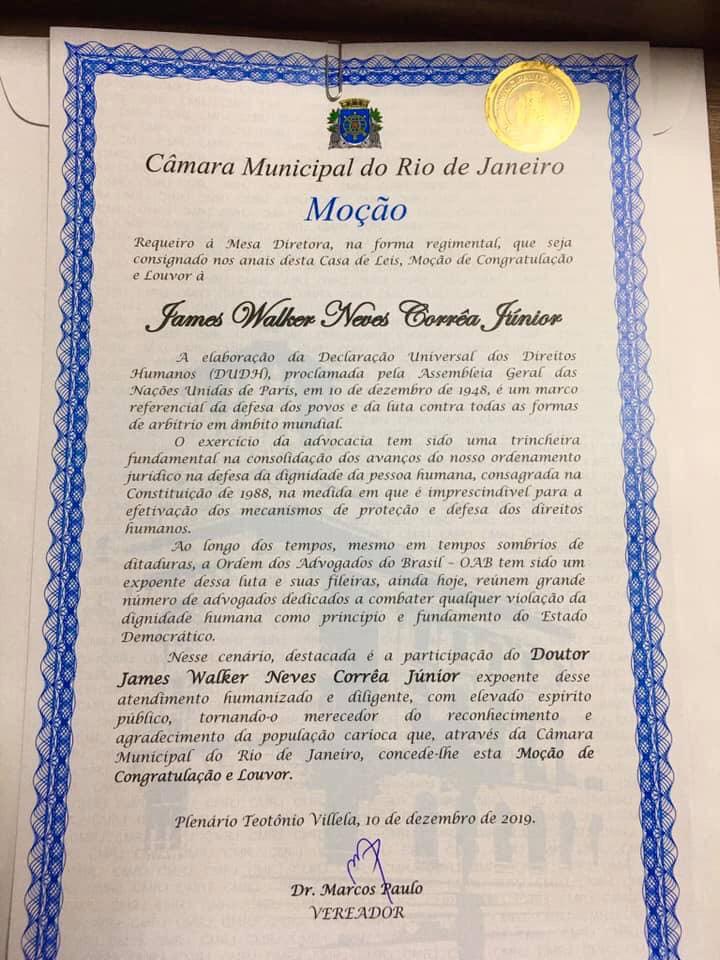 Câmara Municipal do Rio de Janeiro
Moção
Requeiro á Mesa Diretora, na forma regimental, que seja
consignado nos anais desta Casa de Leis, Moção de Congratulação
e Louvor à
James Walker Neves Corrêa Júnior
A elaboração da Declaração Universal dos Direitos
Humanos (DUDH), proclamada pela Assembleia Geral das
Nações Unidas de Paris, em 10 de dezembro de 1948, é um marco
referencial da defesa dos povos e da luta contra todas as formas
de arbítrio em âmbito mundial.
O exercício da advocacia tem sido uma trincheira
fundamental na consolidação dos avanços do nosso ordenamento
jurídico na defesa da dignidade da pessoa humana, consagrada na
Constituição de 1988, na medida em que é imprescindível para a
efetivação dos mecanismos de proteção e defesa dos direitos
humanos.
Ao longo dos tempos, mesmo em tempos sombrios de
ditaduras, a Ordem dos Advogados do Brasil – OAB tem sido um
expoente dessa luta e suas fileiras, ainda hoje, reúnem grande
número de advogados dedicados a combater qualquer violação da
dignidade humana como princípio e fundamento do Estado
Democrático.
Nesse cenário, destacada é a participação do Doutor
James Walker Neves Corrêa Júnior expoente desse
atendimento humanizado e diligente, com elevado espírito
público, tornando-o merecedor do reconhecimento e
agradecimento da população carioca que, através da Câmara
Municipal do Rio de Janeiro, concede-lhe esta Moção de
Congratulação e Louvor.
Plenário Teotônio Villela, 10 de dezembro de 2019.
Dr. Marcos Paulo
VEREADOR